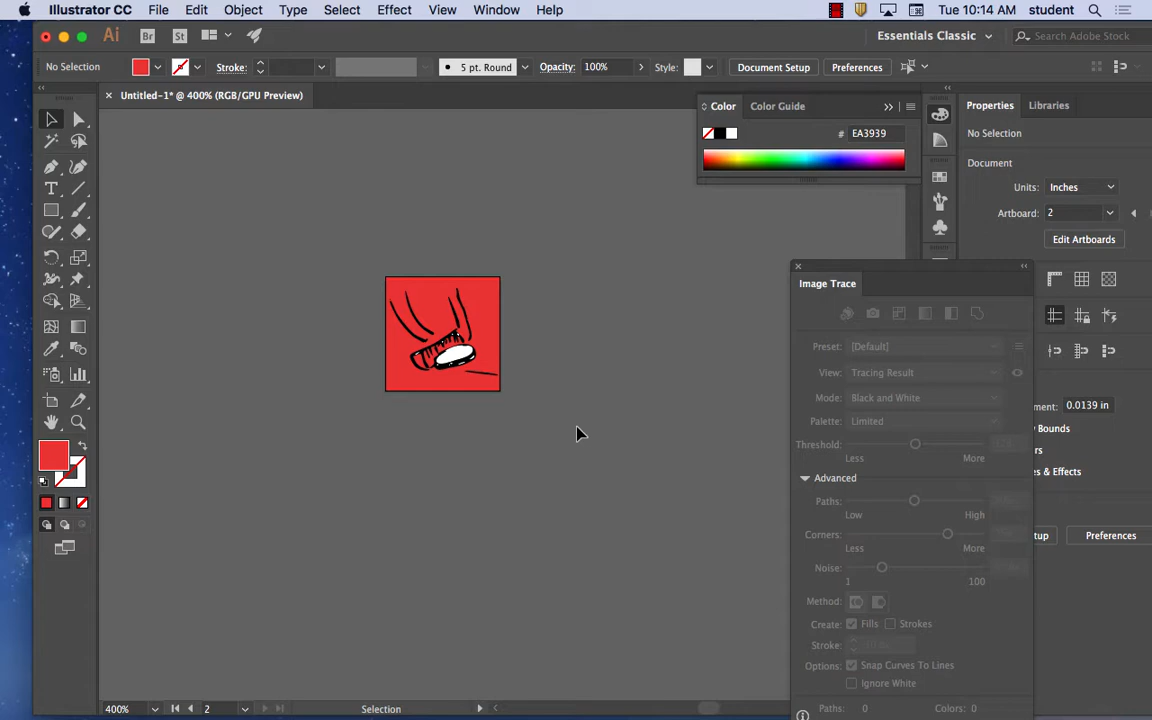 Illustrator CC File Edit Object Type Select Effect View Window Help Tue 10:14 AM student
Ai Br St Essentials Classic Search Adobe Stock
No Selection Stroke: 5 pt. Round Opacity: 100% Style: Document Setup Preferences
× Untitled-1* @ 400% (RGB/GPU Preview)
Color Color Guide
# EA3939
Properties Libraries
No Selection
Document
Units: Inches
Artboard: 2
Edit Artboards
Image Trace
Preset: [Default]
View: Tracing Result
Mode: Black and White
Palette: Limited
Threshold:
Less More
Advanced
Paths:
Low High
Corners:
Less More
Noise:
1 100
Method:
Create: Fills Strokes
Stroke:
Options: Snap Curves To Lines
Ignore White
Paths: 0 Colors: 0
ment: 0.0139 in
w Bounds
rs
s & Effects
tup Preferences
400% 2 Selection